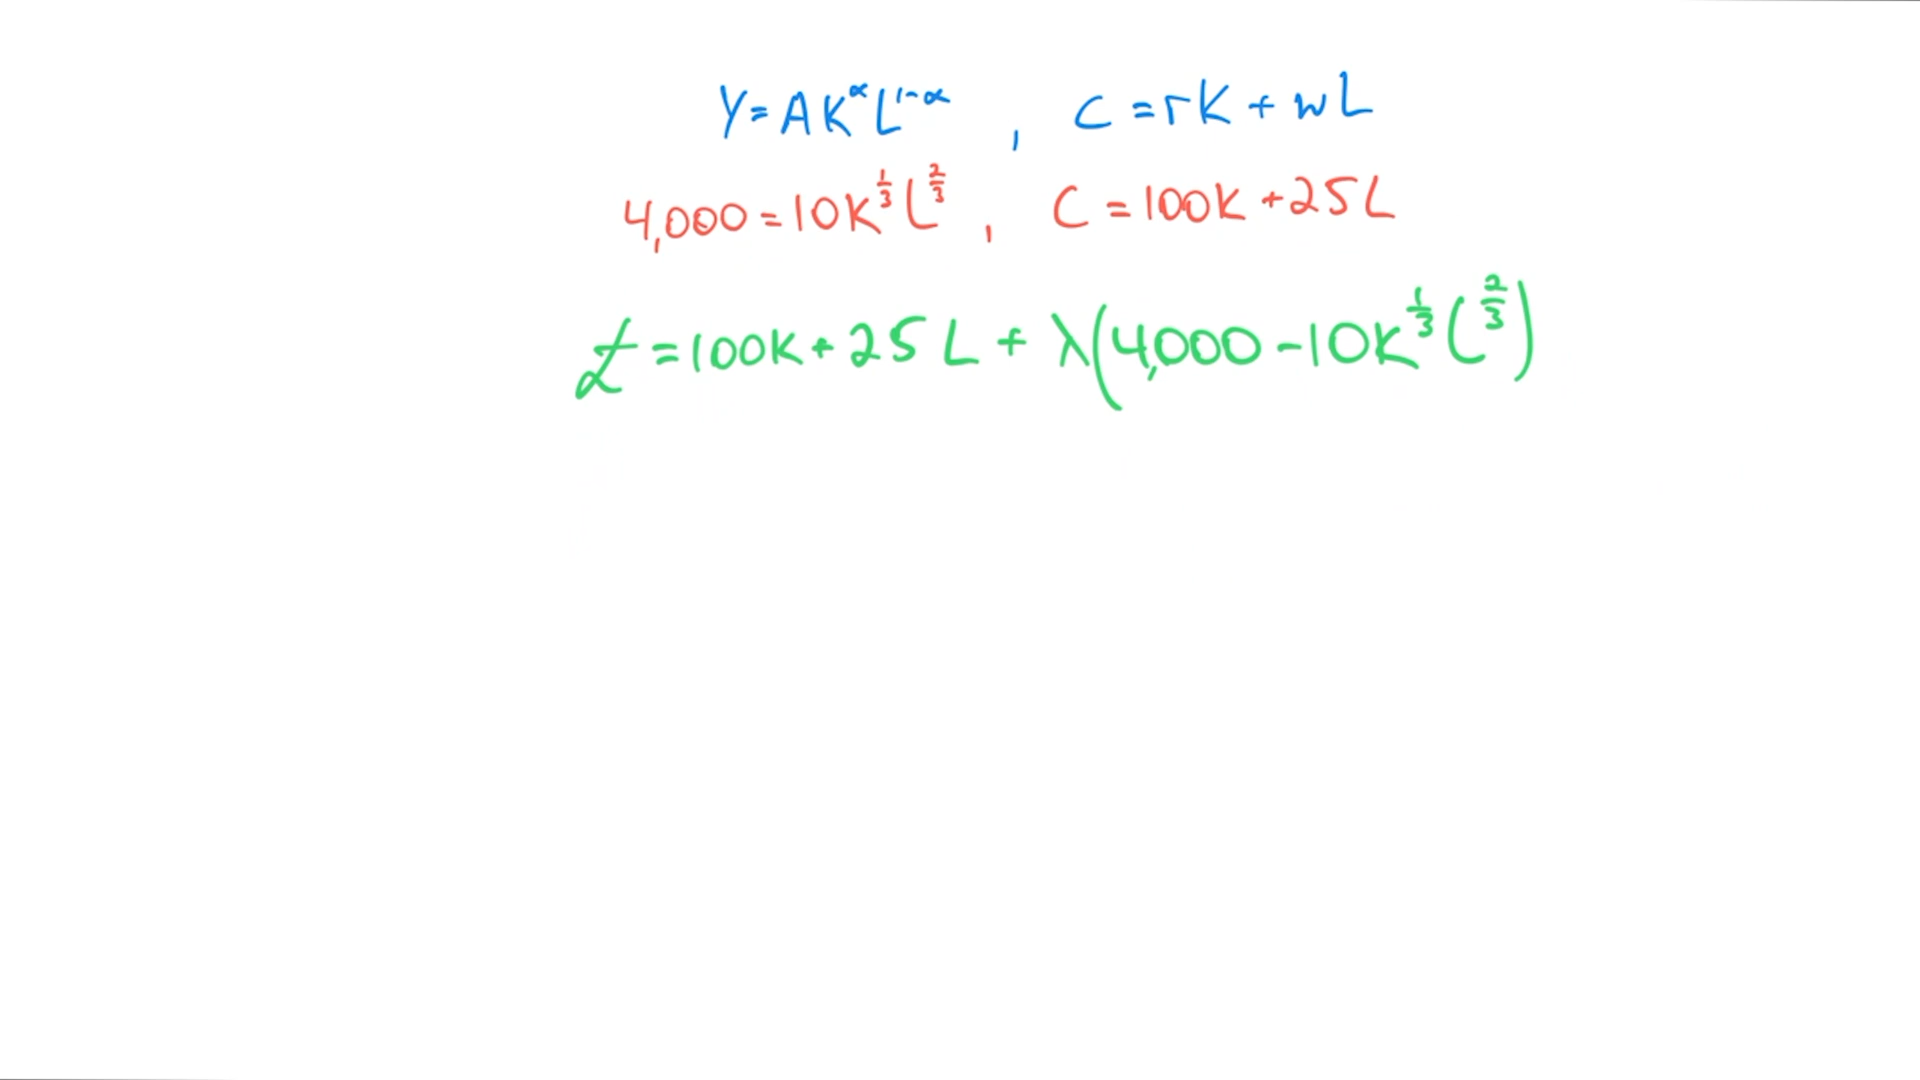 Y = AK^α L^{1-α} , C = rK + wL
4,000 = 10K^{1/3} L^{2/3} , C = 100K + 25L
ℒ = 100K + 25L + λ(4,000 - 10K^{1/3} L^{2/3})